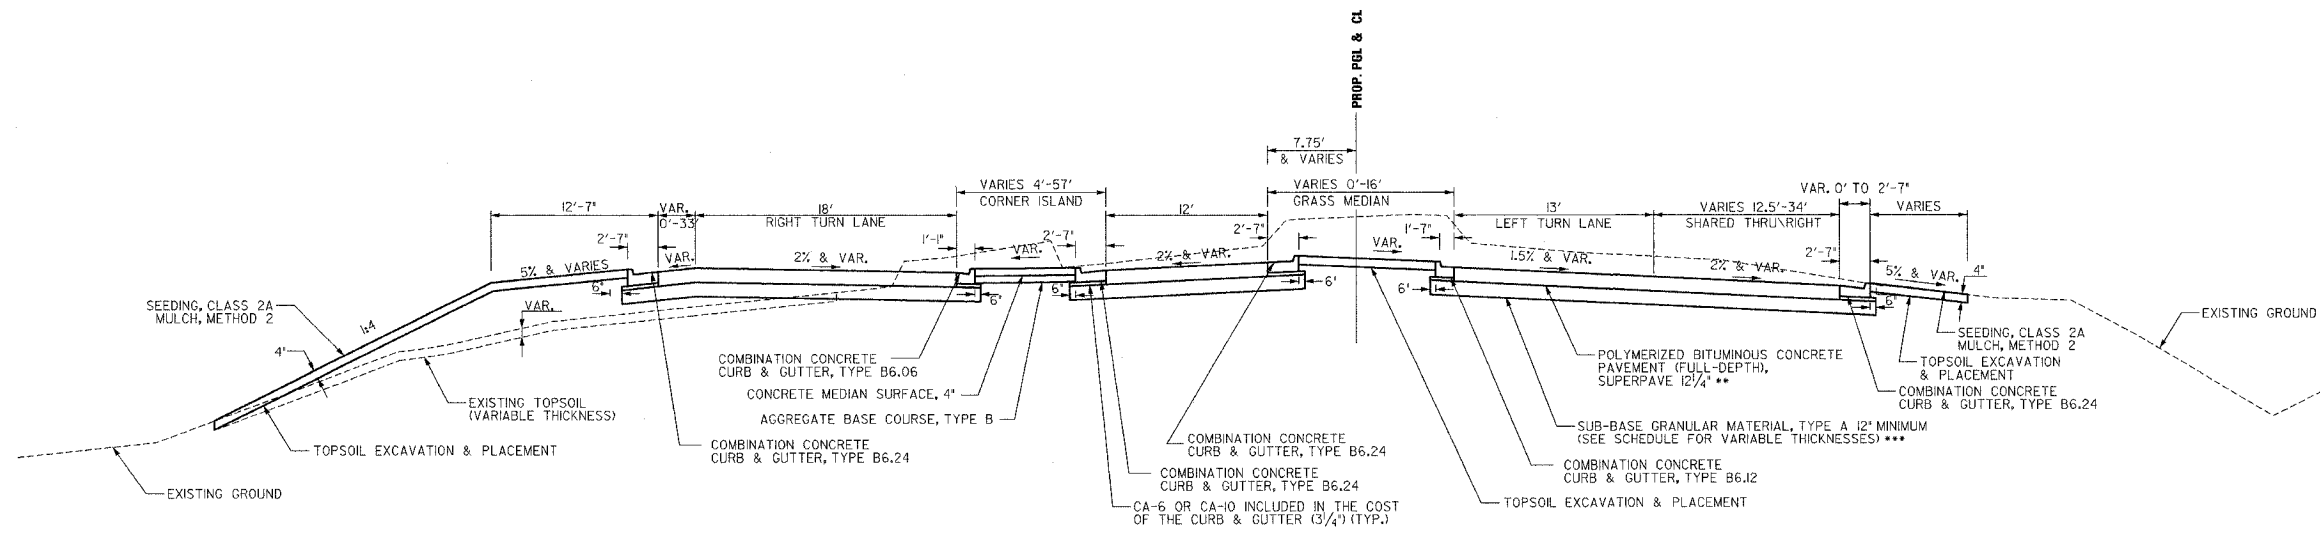 PROP. PGL & CL
7.75'
& VARIES
VARIES 4'-57'
CORNER ISLAND
VARIES 0'-16'
GRASS MEDIAN
VAR. 0' TO 2'-7"
12'-7"
VAR.
0'-33'
18'
RIGHT TURN LANE
12'
13'
LEFT TURN LANE
VARIES 12.5'-34'
SHARED THRU\RIGHT
VARIES
2'-7"
1'-1"
2'-7"
2'-7"
1'-7"
2'-7"
5% & VARIES
VAR.
2% & VAR.
VAR.
2% & VAR.
VAR.
1.5% & VAR.
2% & VAR.
5% & VAR.
4"
6"
6"
6"
6'
6'
6"
1:4
4"
VAR.
SEEDING, CLASS 2A
MULCH, METHOD 2
EXISTING TOPSOIL
(VARIABLE THICKNESS)
TOPSOIL EXCAVATION & PLACEMENT
EXISTING GROUND
COMBINATION CONCRETE
CURB & GUTTER, TYPE B6.06
CONCRETE MEDIAN SURFACE, 4"
AGGREGATE BASE COURSE, TYPE B
COMBINATION CONCRETE
CURB & GUTTER, TYPE B6.24
COMBINATION CONCRETE
CURB & GUTTER, TYPE B6.24
COMBINATION CONCRETE
CURB & GUTTER, TYPE B6.24
CA-6 OR CA-10 INCLUDED IN THE COST
OF THE CURB & GUTTER (3 1/4") (TYP.)
POLYMERIZED BITUMINOUS CONCRETE
PAVEMENT (FULL-DEPTH),
SUPERPAVE 12 1/4" **
SUB-BASE GRANULAR MATERIAL, TYPE A 12" MINIMUM
(SEE SCHEDULE FOR VARIABLE THICKNESSES) ***
COMBINATION CONCRETE
CURB & GUTTER, TYPE B6.12
TOPSOIL EXCAVATION & PLACEMENT
EXISTING GROUND
SEEDING, CLASS 2A
MULCH, METHOD 2
TOPSOIL EXCAVATION
& PLACEMENT
COMBINATION CONCRETE
CURB & GUTTER, TYPE B6.24